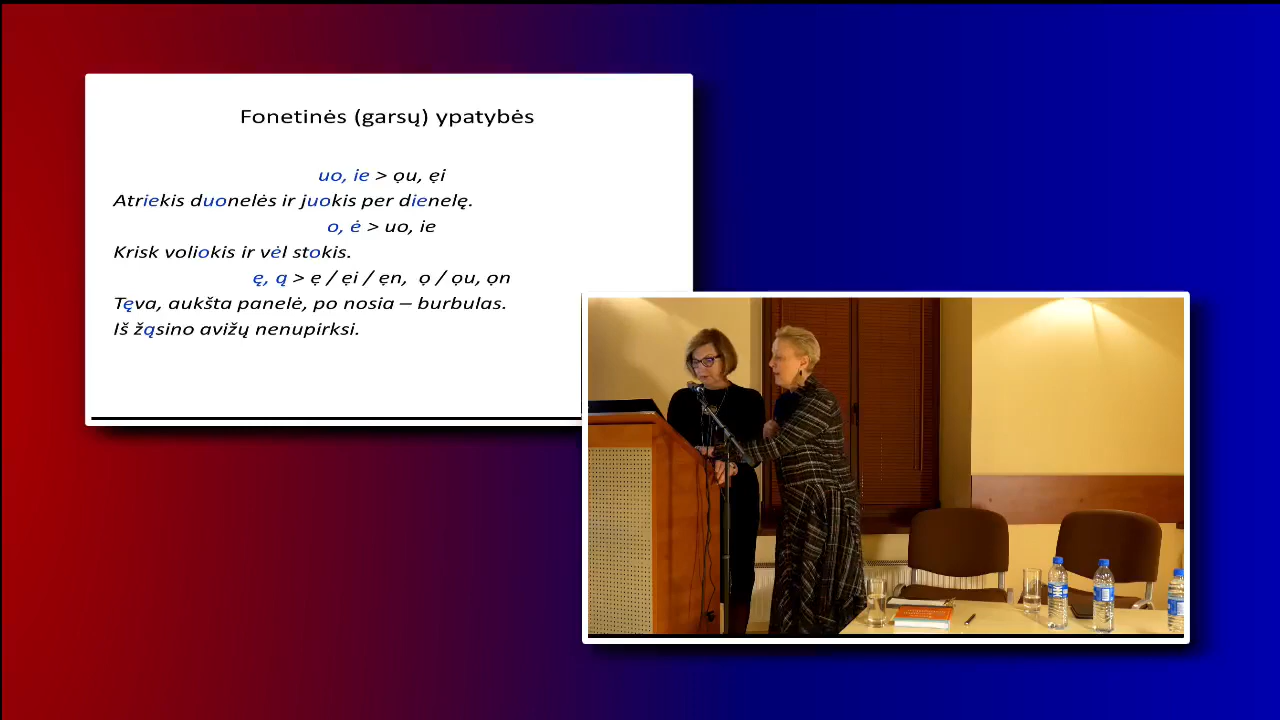 Fonetinės (garsų) ypatybės
uo, ie > ọu, ẹi
Atriekis duonelės ir juokis per dienelę.
o, ė > uo, ie
Krisk voliokis ir vėl stokis.
ę, ą > ẹ / ẹi / ẹn, ọ / ọu, ọn
Tęva, aukšta panelė, po nosia – burbulas.
Iš žąsino avižų nenupirksi.